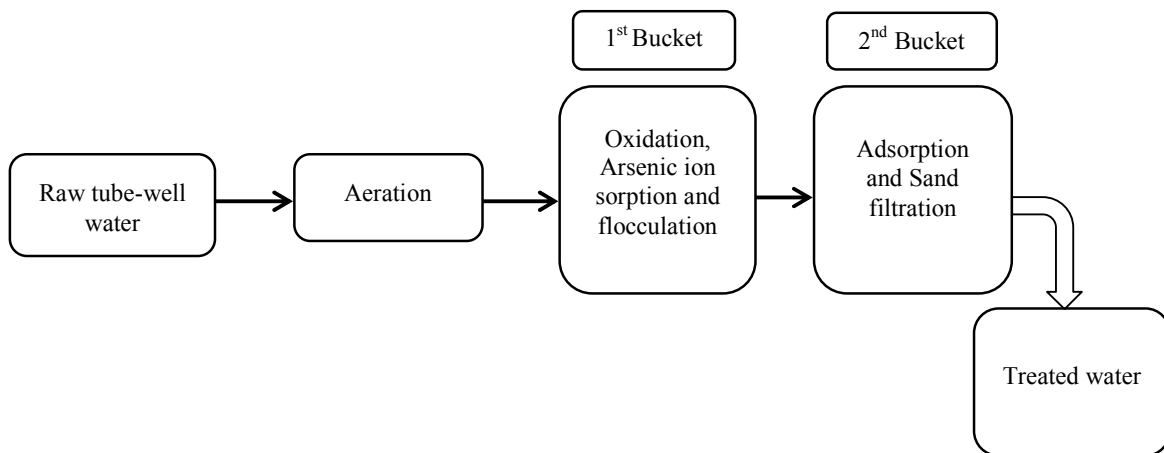 1st Bucket
2nd Bucket
Raw tube-well
water
Aeration
Oxidation,
Arsenic ion
sorption and
flocculation
Adsorption
and Sand
filtration
Treated water